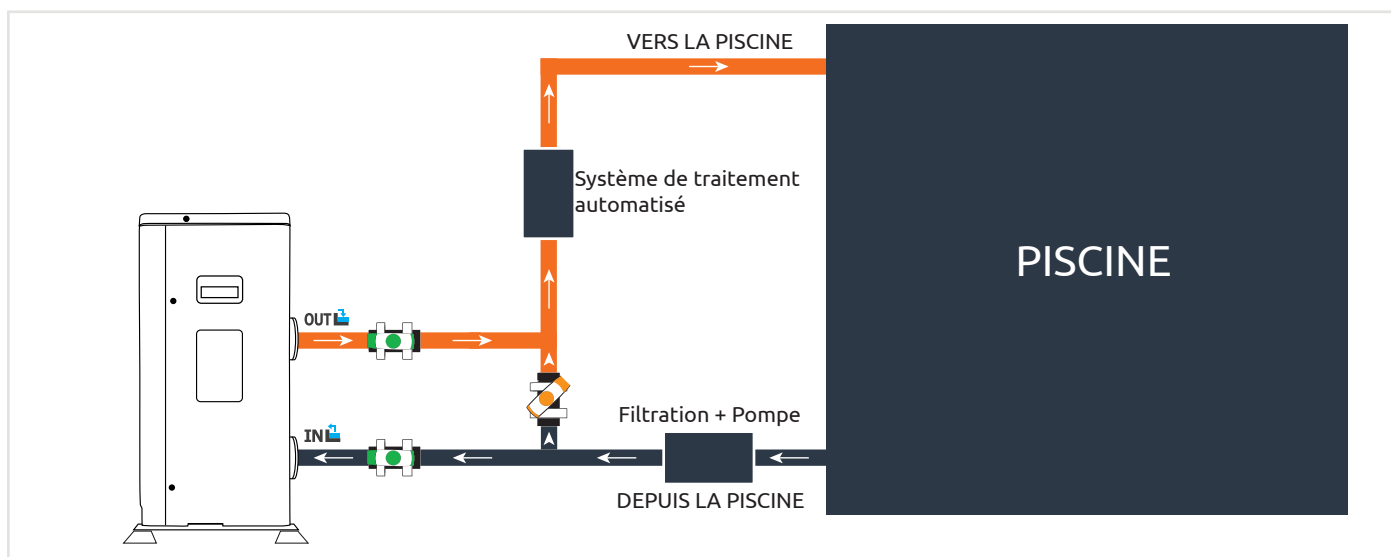 VERS LA PISCINE
Système de traitement
automatisé
PISCINE
OUT
IN
Filtration + Pompe
DEPUIS LA PISCINE